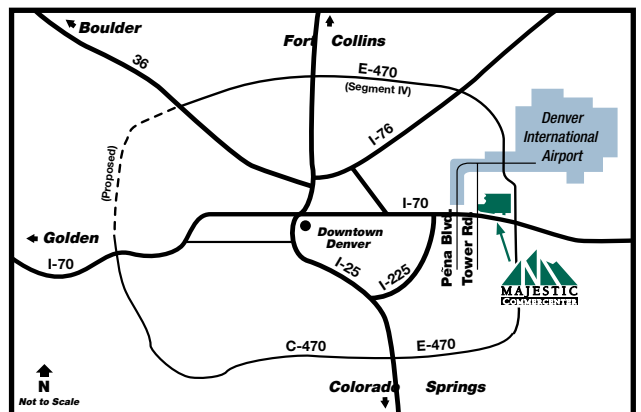 Boulder
Fort Collins
36
E-470
(Segment IV)
I-76
Denver
International
Airport
(Proposed)
I-70
Golden
Downtown
Denver
Péna Blvd.
Tower Rd.
I-70
I-25
I-225
MAJESTIC
COMMERCENTER
C-470
E-470
N
Not to Scale
Colorado Springs